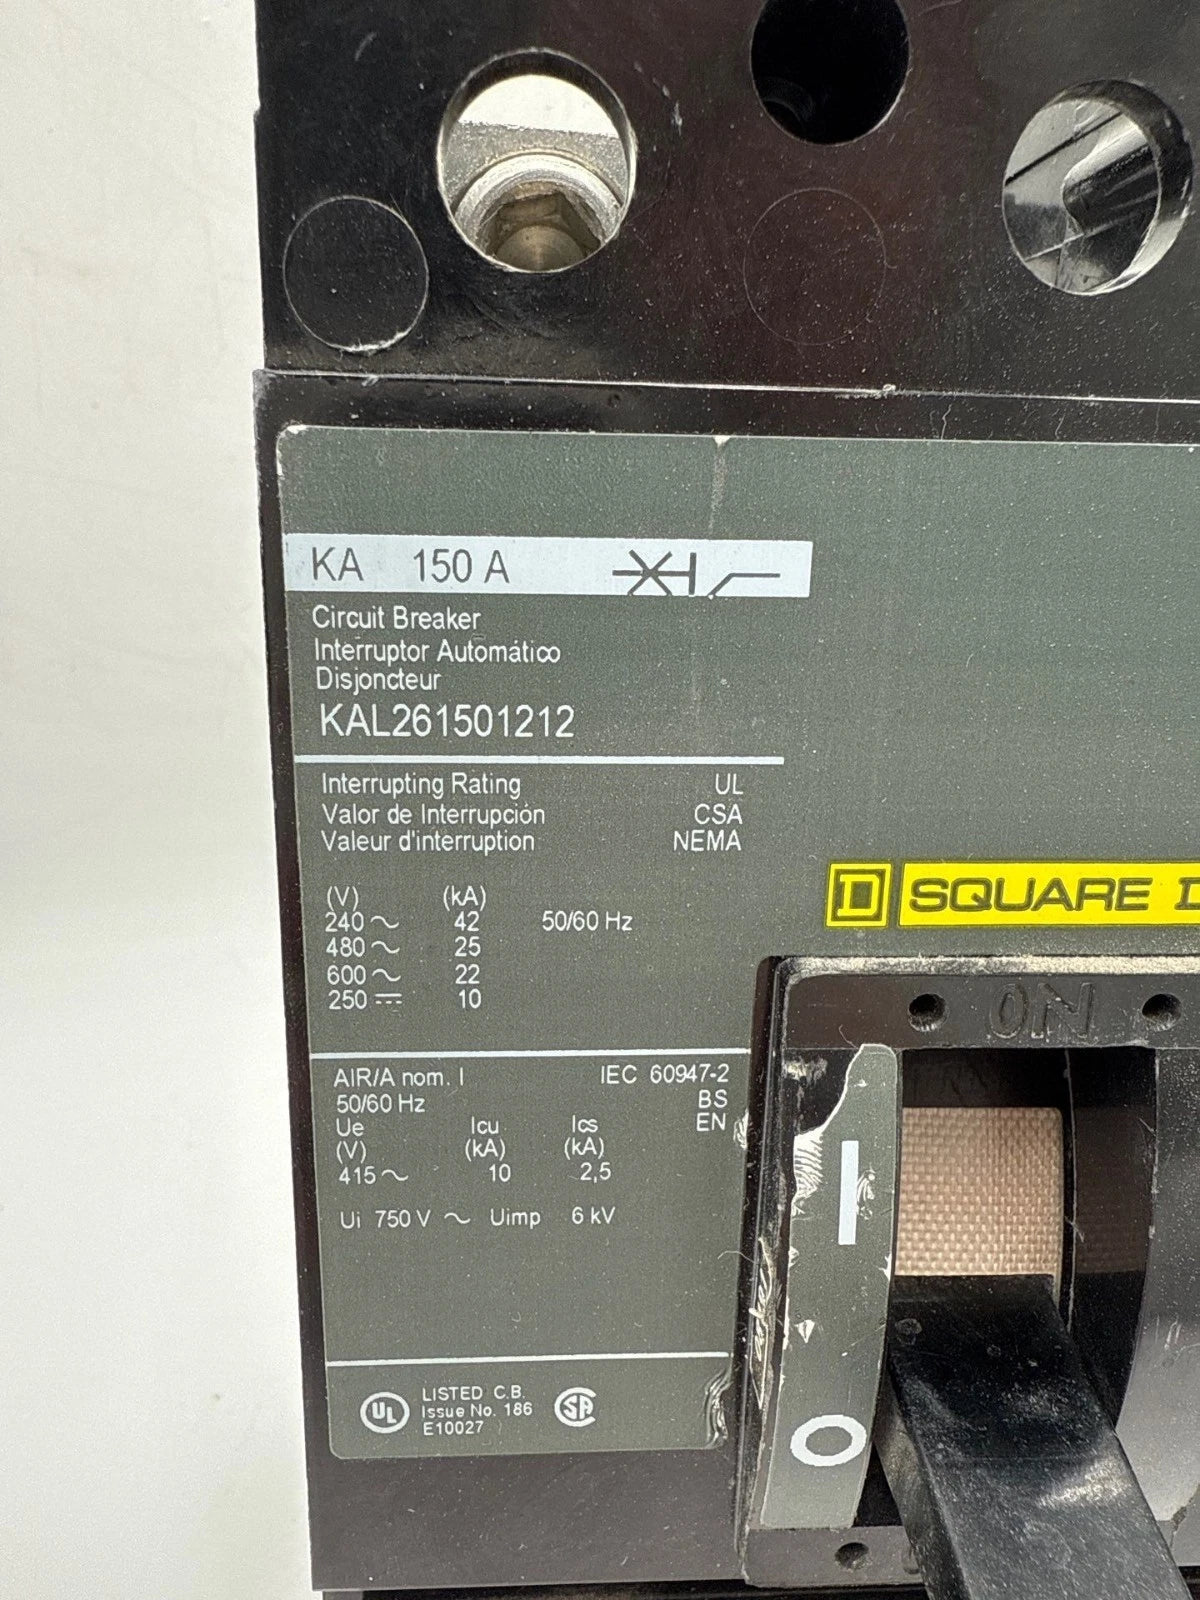 KA 150 A
Circuit Breaker
Interruptor Automático
Disjoncteur
KAL261501212
Interrupting Rating UL
Valor de Interrupción CSA
Valeur d'interruption NEMA
(V) (kA)
240 ~ 42 50/60 Hz
480 ~ 25
600 ~ 22
250 ⎓ 10
D SQUARE D
ON
AIR/A nom. I IEC 60947-2
50/60 Hz BS
Ue Icu Ics EN
(V) (kA) (kA)
415 ~ 10 2,5
Ui 750 V ~ Uimp 6 kV
I
O
UL LISTED C.B. SA
Issue No. 186
E10027